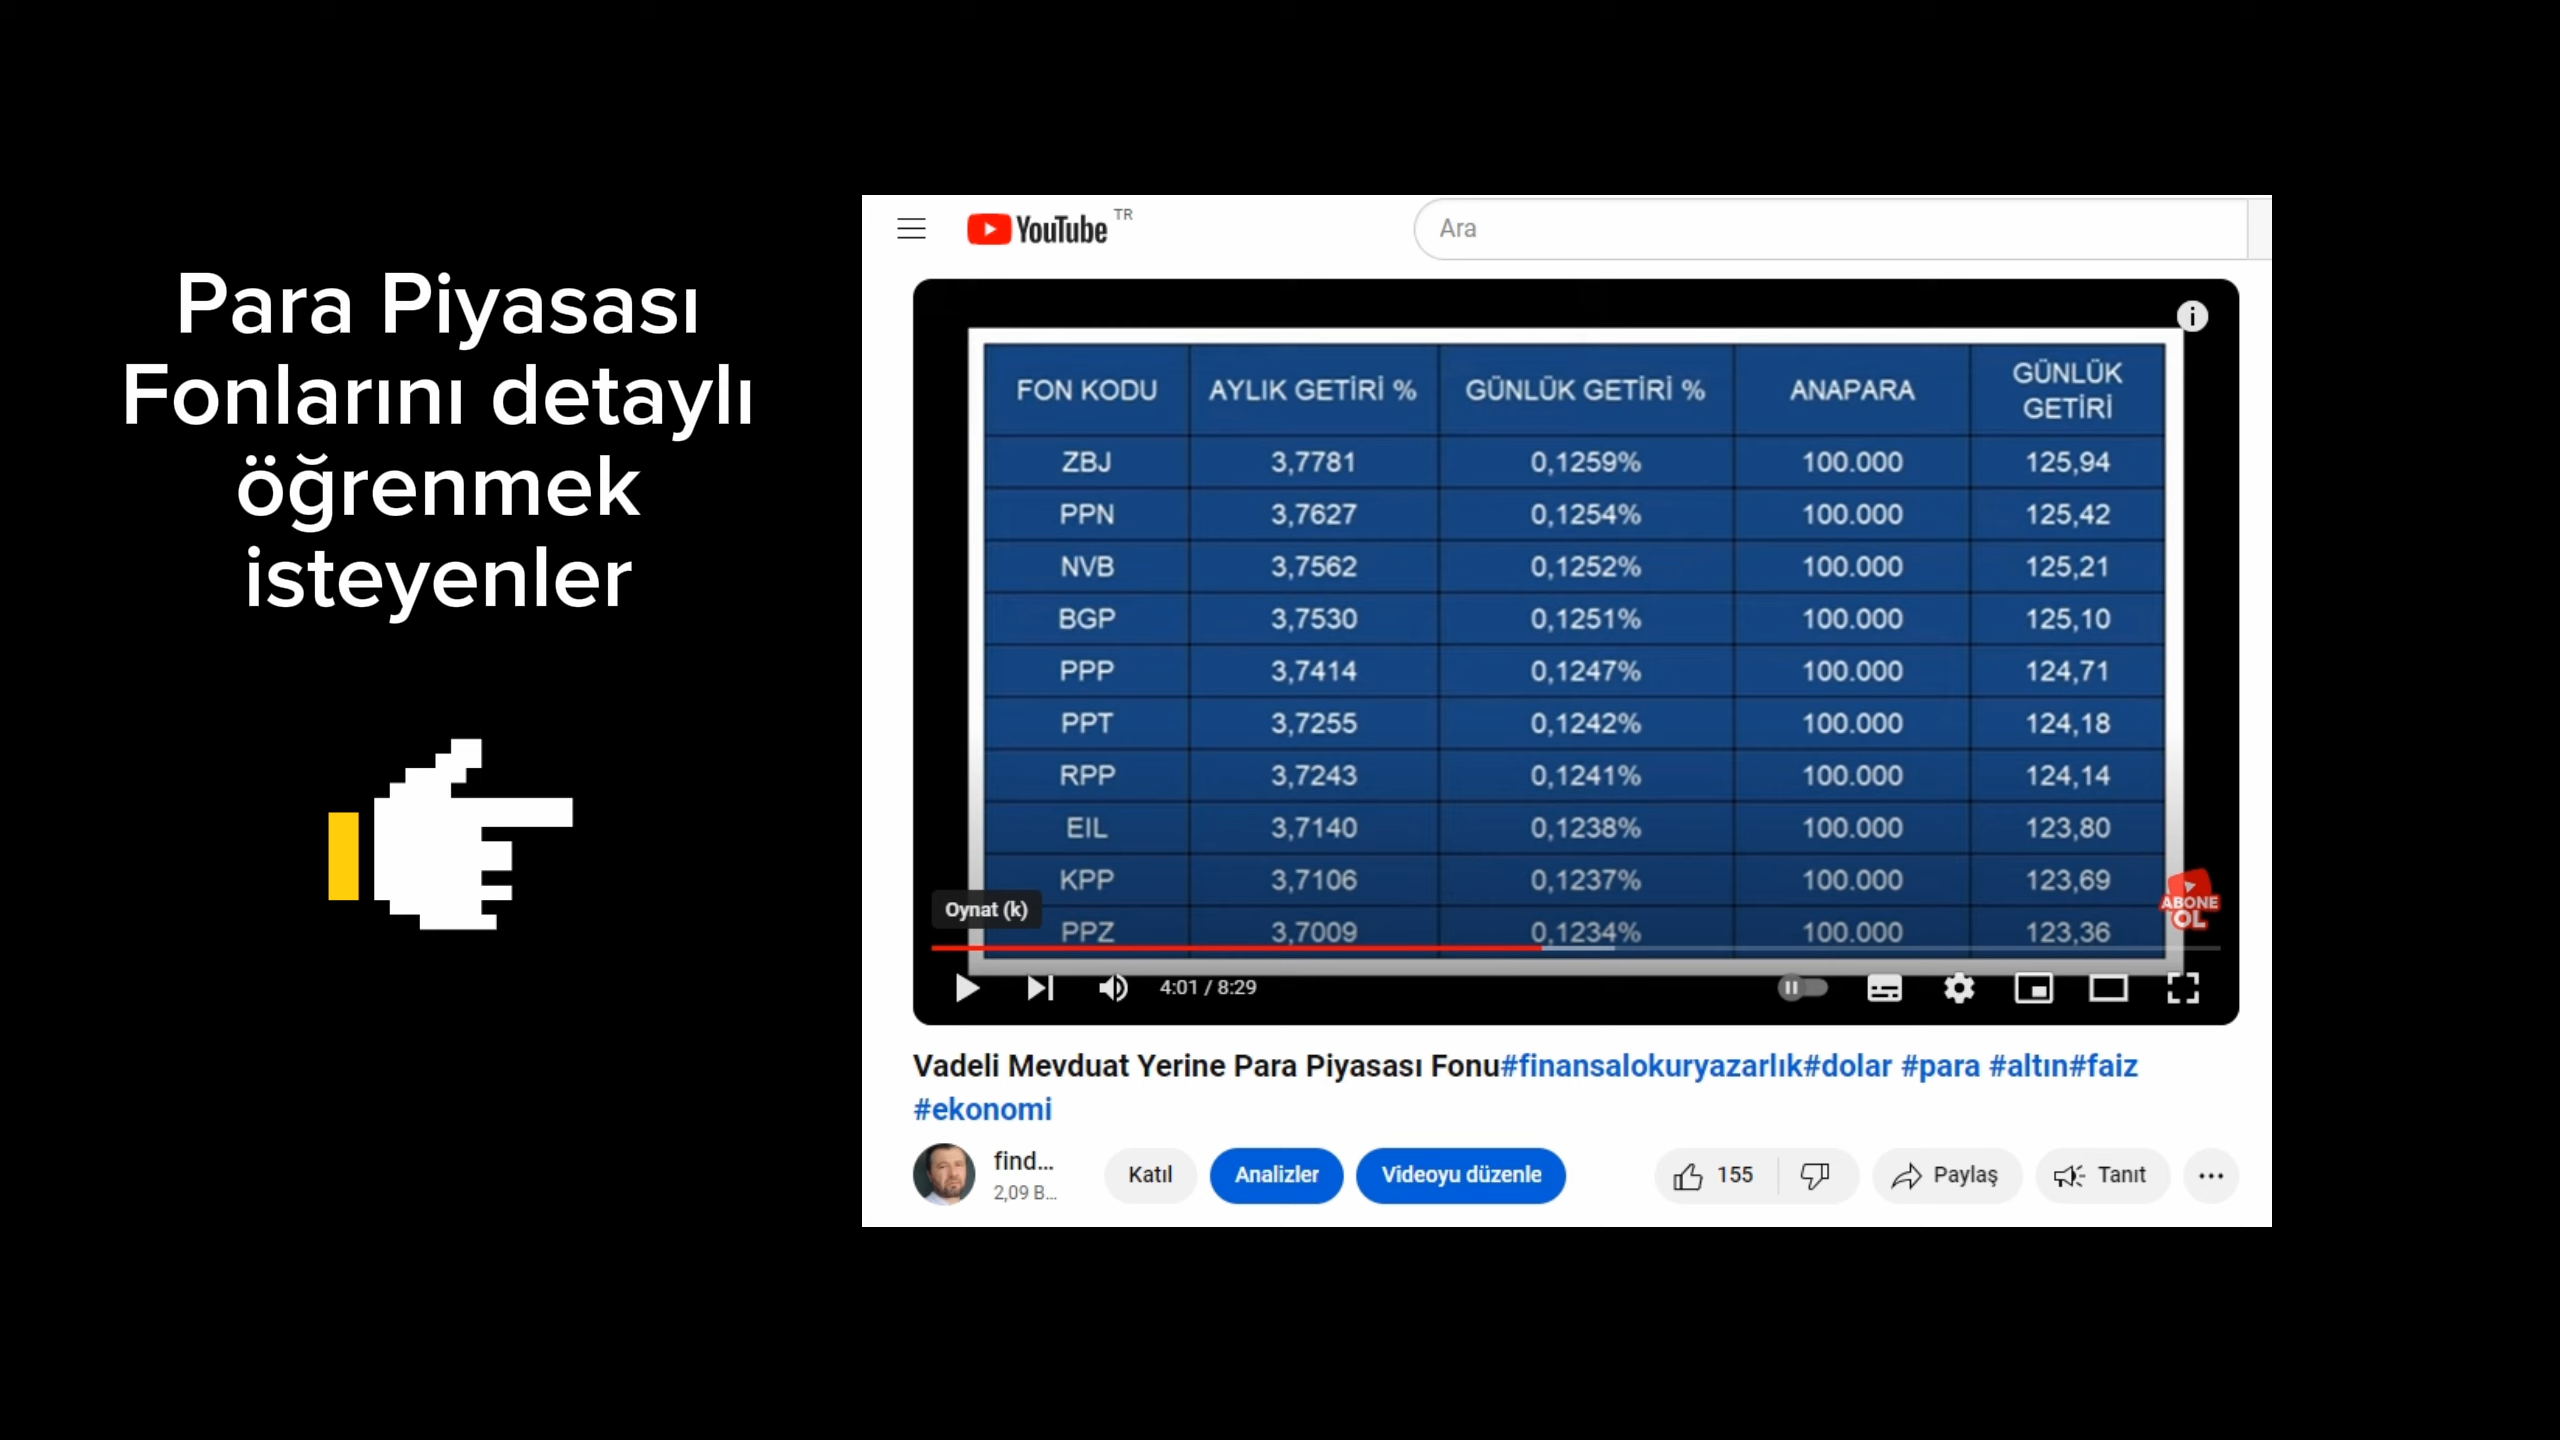 Para Piyasası
Fonlarını detaylı
öğrenmek
isteyenler
YouTube TR
Ara
FON KODU AYLIK GETİRİ % GÜNLÜK GETİRİ % ANAPARA GÜNLÜK GETİRİ
ZBJ 3,7781 0,1259% 100.000 125,94
PPN 3,7627 0,1254% 100.000 125,42
NVB 3,7562 0,1252% 100.000 125,21
BGP 3,7530 0,1251% 100.000 125,10
PPP 3,7414 0,1247% 100.000 124,71
PPT 3,7255 0,1242% 100.000 124,18
RPP 3,7243 0,1241% 100.000 124,14
EIL 3,7140 0,1238% 100.000 123,80
KPP 3,7106 0,1237% 100.000 123,69
PPZ 3,7009 0,1234% 100.000 123,36
Oynat (k)
ABONE
OL
4:01 / 8:29
Vadeli Mevduat Yerine Para Piyasası Fonu#finansalokuryazarlık#dolar #para #altın#faiz
#ekonomi
find...
2,09 B...
Katıl
Analizler
Videoyu düzenle
155
Paylaş
Tanıt